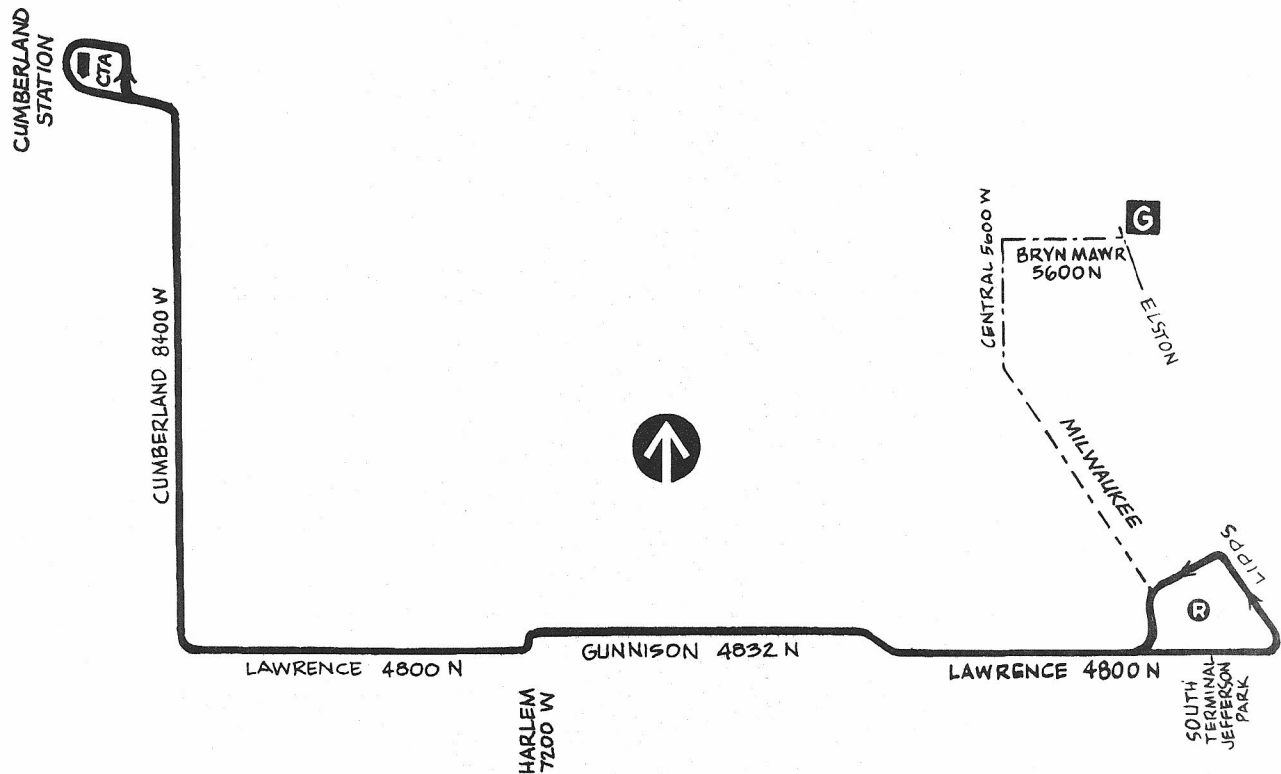 CUMBERLAND
STATION
CTA
CUMBERLAND 8400 W
CENTRAL 5600 W
G
BRYN MAWR
5600 N
ELSTON
MILWAUKEE
LIPPS
R
LAWRENCE 4800 N
GUNNISON 4832 N
LAWRENCE 4800 N
HARLEM
7200 W
SOUTH
TERMINAL
JEFFERSON
PARK